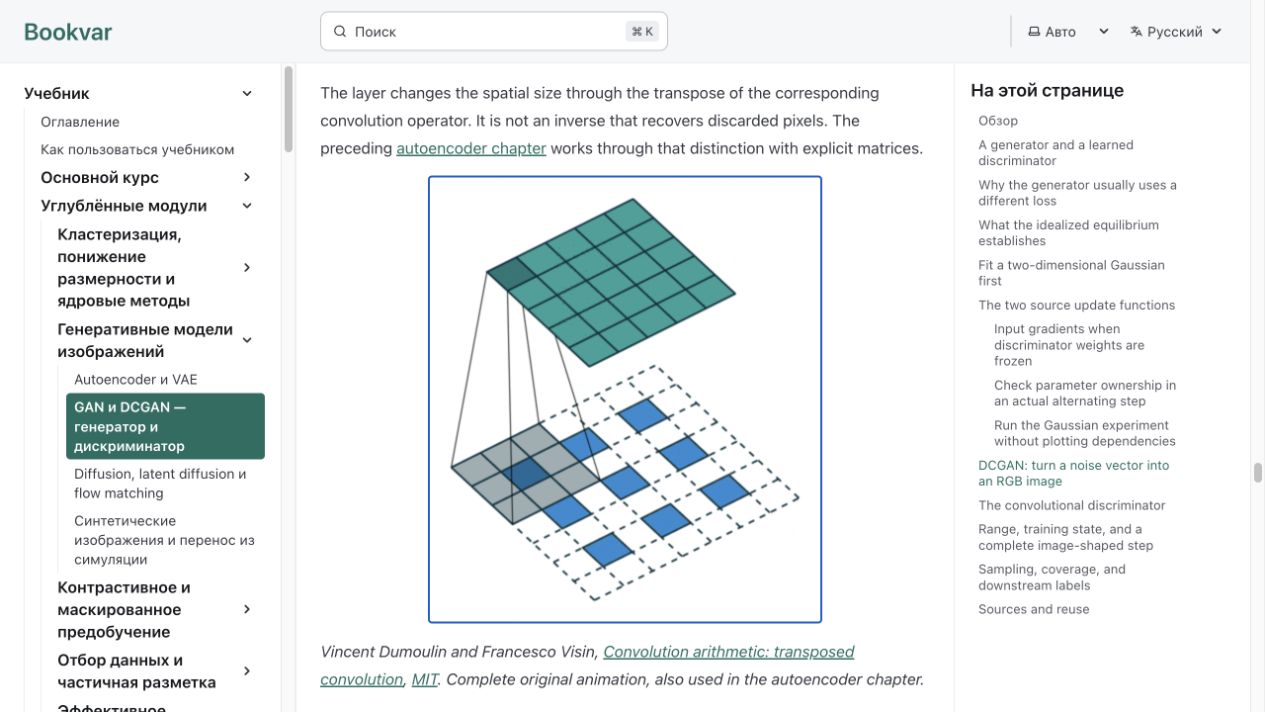 Bookvar
Поиск
⌘ K
Авто
Русский
Учебник
Оглавление
Как пользоваться учебником
Основной курс
Углублённые модули
Кластеризация,
понижение
размерности и
ядровые методы
Генеративные модели
изображений
Autoencoder и VAE
GAN и DCGAN —
генератор и
дискриминатор
Diffusion, latent diffusion и
flow matching
Синтетические
изображения и перенос из
симуляции
Контрастивное и
маскированное
предобучение
Отбор данных и
частичная разметка
Эффективное
The layer changes the spatial size through the transpose of the corresponding
convolution operator. It is not an inverse that recovers discarded pixels. The
preceding autoencoder chapter works through that distinction with explicit matrices.
Vincent Dumoulin and Francesco Visin, Convolution arithmetic: transposed
convolution, MIT. Complete original animation, also used in the autoencoder chapter.
На этой странице
Обзор
A generator and a learned
discriminator
Why the generator usually uses a
different loss
What the idealized equilibrium
establishes
Fit a two-dimensional Gaussian
first
The two source update functions
Input gradients when
discriminator weights are
frozen
Check parameter ownership in
an actual alternating step
Run the Gaussian experiment
without plotting dependencies
DCGAN: turn a noise vector into
an RGB image
The convolutional discriminator
Range, training state, and a
complete image-shaped step
Sampling, coverage, and
downstream labels
Sources and reuse